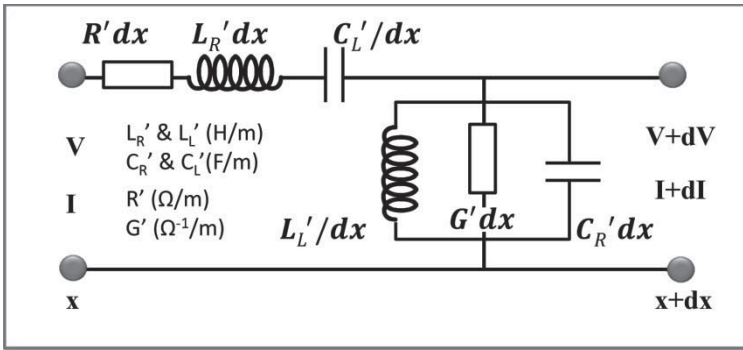 R'dx L_R'dx C_L'/dx
V L_R' & L_L' (H/m) V+dV
C_R' & C_L'(F/m)
I R' (Ω/m) I+dI
G' (Ω⁻¹/m)
L_L'/dx G'dx C_R'dx
x x+dx